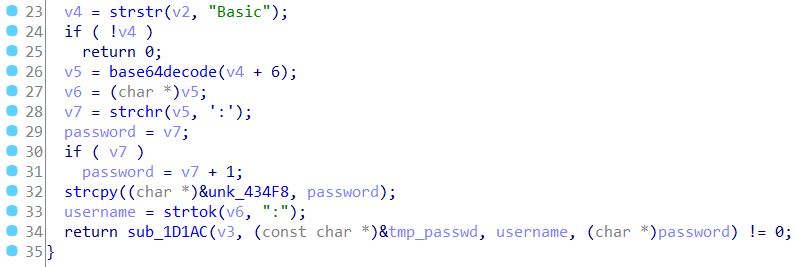 23 v4 = strstr(v2, "Basic");
24 if ( !v4 )
25 return 0;
26 v5 = base64decode(v4 + 6);
27 v6 = (char *)v5;
28 v7 = strchr(v5, ':');
29 password = v7;
30 if ( v7 )
31 password = v7 + 1;
32 strcpy((char *)&unk_434F8, password);
33 username = strtok(v6, ":");
34 return sub_1D1AC(v3, (const char *)&tmp_passwd, username, (char *)password) != 0;
35 }